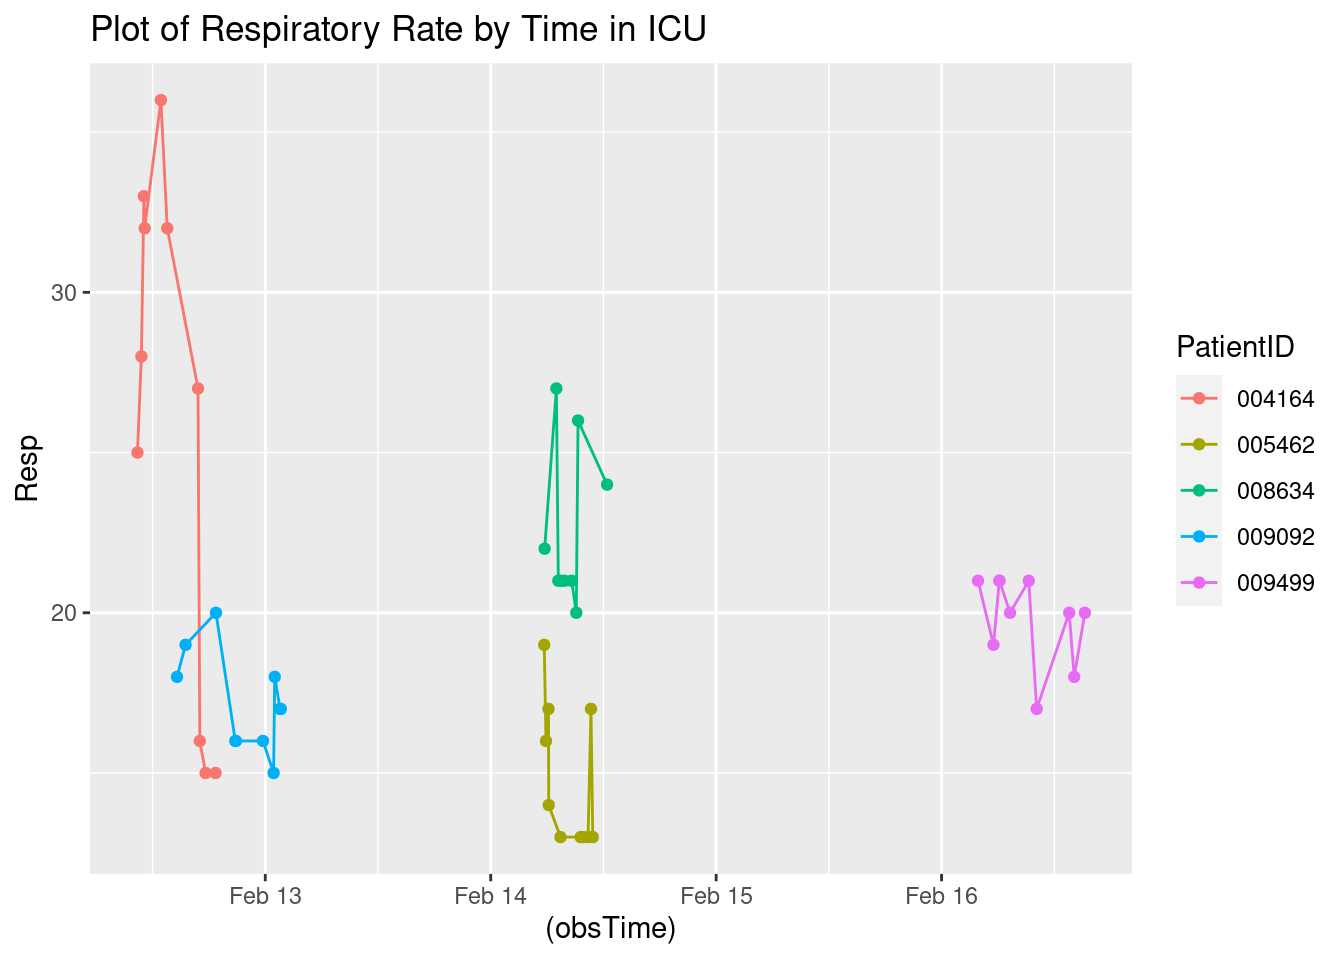 Plot of Respiratory Rate by Time in ICU
30
20
Resp
Feb 13
Feb 14
Feb 15
Feb 16
(obsTime)
PatientID
004164
005462
008634
009092
009499